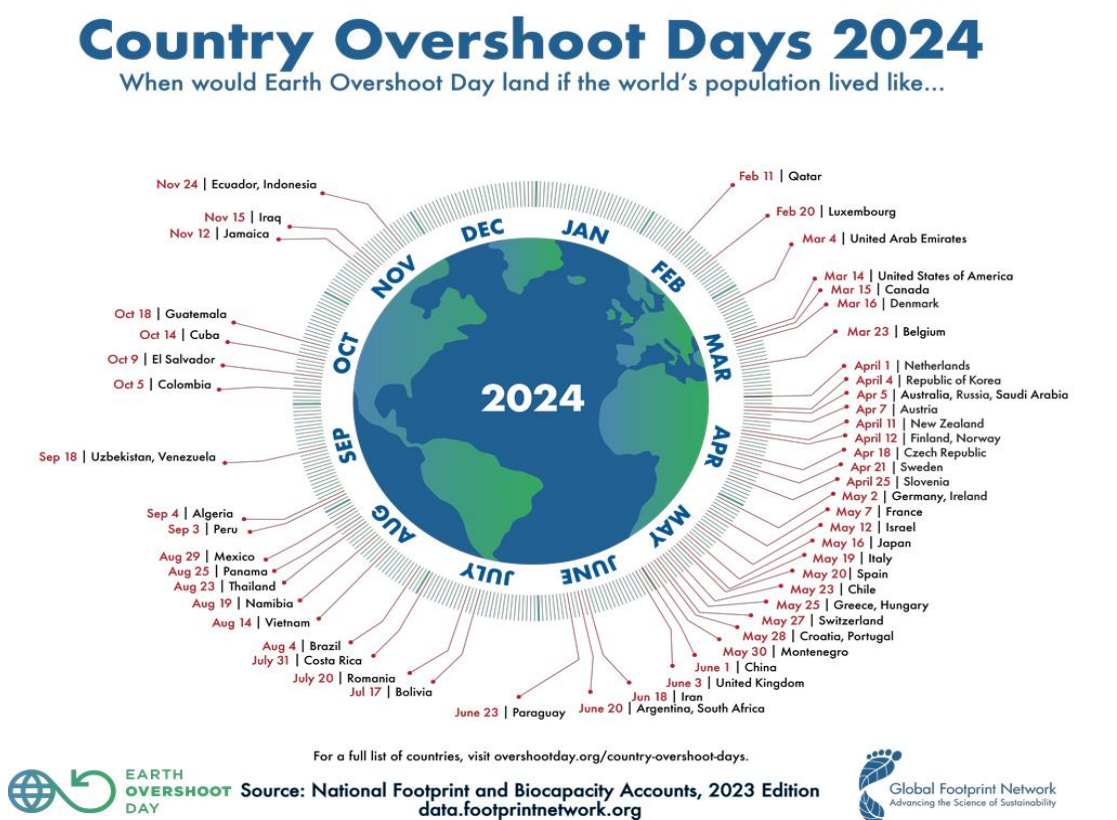 Country Overshoot Days 2024
When would Earth Overshoot Day land if the world's population lived like...
Feb 11 | Qatar
Feb 20 | Luxembourg
Mar 4 | United Arab Emirates
Mar 14 | United States of America
Mar 15 | Canada
Mar 16 | Denmark
Mar 23 | Belgium
April 1 | Netherlands
April 4 | Republic of Korea
Apr 5 | Australia, Russia, Saudi Arabia
Apr 7 | Austria
April 11 | New Zealand
April 12 | Finland, Norway
Apr 18 | Czech Republic
Apr 21 | Sweden
April 25 | Slovenia
May 2 | Germany, Ireland
May 7 | France
May 12 | Israel
May 16 | Japan
May 19 | Italy
May 20| Spain
May 23 | Chile
May 25 | Greece, Hungary
May 27 | Switzerland
May 28 | Croatia, Portugal
May 30 | Montenegro
June 1 | China
June 3 | United Kingdom
Jun 18 | Iran
June 20 | Argentina, South Africa
June 23 | Paraguay
Jul 17 | Bolivia
July 20 | Romania
July 31 | Costa Rica
Aug 4 | Brazil
Aug 14 | Vietnam
Aug 19 | Namibia
Aug 23 | Thailand
Aug 25 | Panama
Aug 29 | Mexico
Sep 3 | Peru
Sep 4 | Algeria
Sep 18 | Uzbekistan, Venezuela
Oct 5 | Colombia
Oct 9 | El Salvador
Oct 14 | Cuba
Oct 18 | Guatemala
Nov 12 | Jamaica
Nov 15 | Iraq
Nov 24 | Ecuador, Indonesia
JAN
FEB
MAR
APR
MAY
JUNE
JULY
AUG
SEP
OCT
NOV
DEC
2024
For a full list of countries, visit overshootday.org/country-overshoot-days.
EARTH
OVERSHOOT
DAY
Source: National Footprint and Biocapacity Accounts, 2023 Edition
data.footprintnetwork.org
Global Footprint Network
Advancing the Science of Sustainability